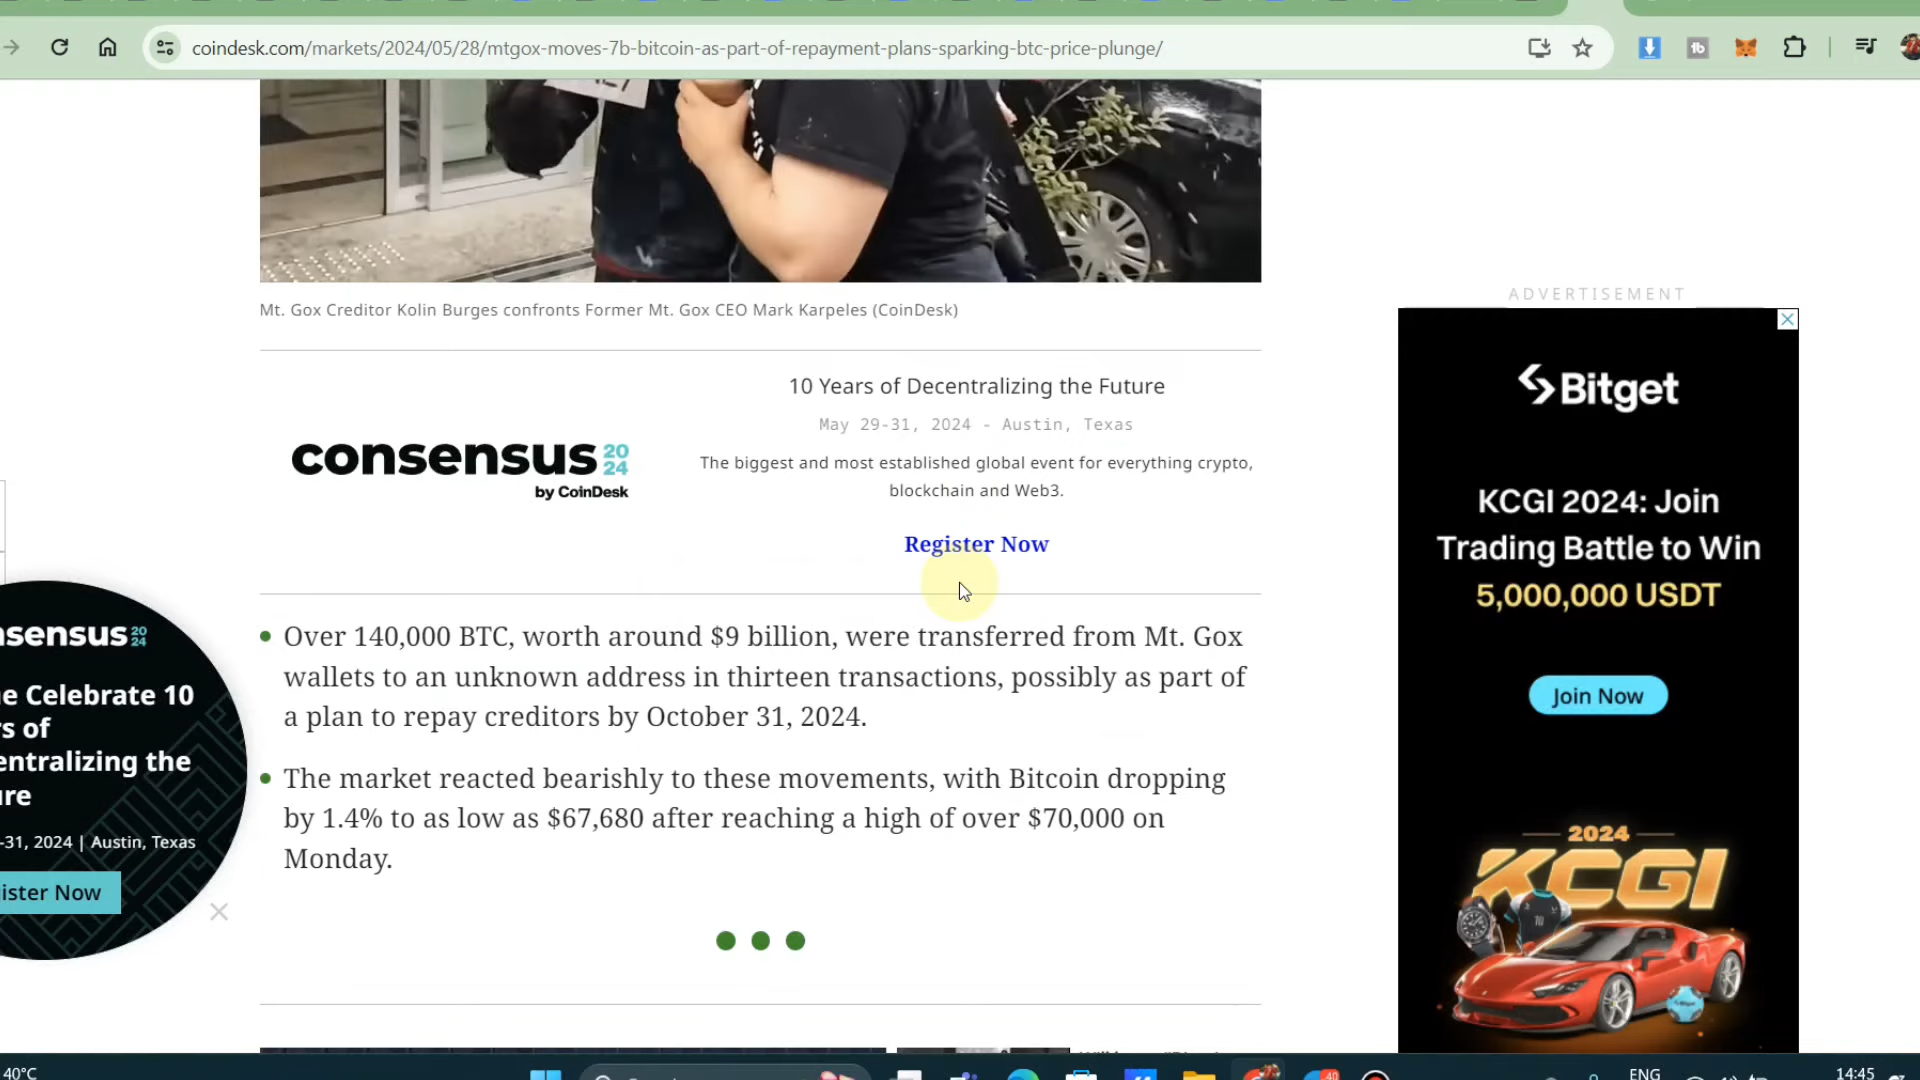 coindesk.com/markets/2024/05/28/mtgox-moves-7b-bitcoin-as-part-of-repayment-plans-sparking-btc-price-plunge/
Mt. Gox Creditor Kolin Burges confronts Former Mt. Gox CEO Mark Karpeles (CoinDesk)
consensus 20
24
by CoinDesk
10 Years of Decentralizing the Future
May 29-31, 2024 - Austin, Texas
The biggest and most established global event for everything crypto,
blockchain and Web3.
Register Now
Over 140,000 BTC, worth around $9 billion, were transferred from Mt. Gox
wallets to an unknown address in thirteen transactions, possibly as part of
a plan to repay creditors by October 31, 2024.
The market reacted bearishly to these movements, with Bitcoin dropping
by 1.4% to as low as $67,680 after reaching a high of over $70,000 on
Monday.
nsensus 20
24
e Celebrate 10
rs of
entralizing the
re
-31, 2024 | Austin, Texas
ister Now
ADVERTISEMENT
Bitget
KCGI 2024: Join
Trading Battle to Win
5,000,000 USDT
Join Now
2024
KCGI
40°C
40
ENG
14:45